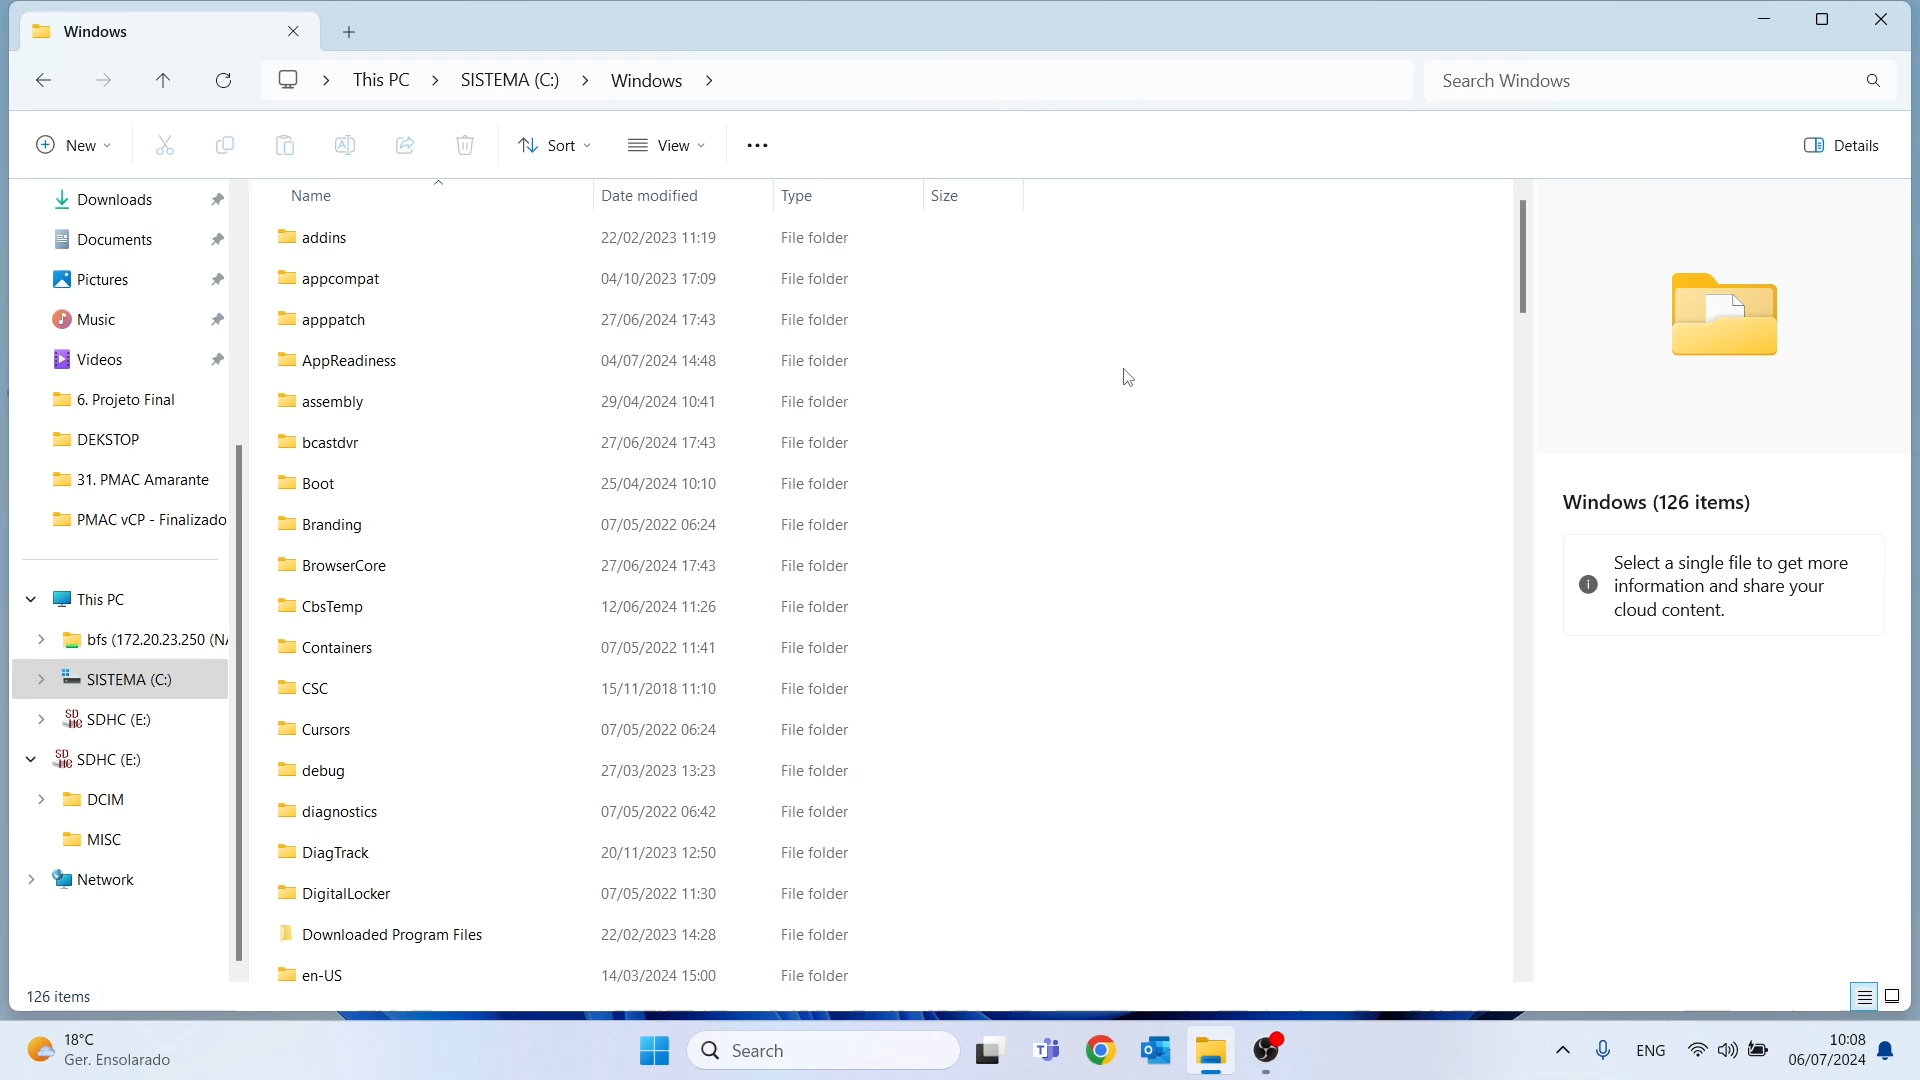 Windows
This PC
SISTEMA (C:)
Windows
Search Windows
New
Sort
View
Details
Downloads
Documents
Pictures
Music
Videos
6. Projeto Final
DEKSTOP
31. PMAC Amarante
PMAC vCP - Finalizado
This PC
bfs (172.20.23.250 (N
SISTEMA (C:)
SDHC (E:)
SDHC (E:)
DCIM
MISC
Network
Name Date modified Type Size
addins 22/02/2023 11:19 File folder
appcompat 04/10/2023 17:09 File folder
apppatch 27/06/2024 17:43 File folder
AppReadiness 04/07/2024 14:48 File folder
assembly 29/04/2024 10:41 File folder
bcastdvr 27/06/2024 17:43 File folder
Boot 25/04/2024 10:10 File folder
Branding 07/05/2022 06:24 File folder
BrowserCore 27/06/2024 17:43 File folder
CbsTemp 12/06/2024 11:26 File folder
Containers 07/05/2022 11:41 File folder
CSC 15/11/2018 11:10 File folder
Cursors 07/05/2022 06:24 File folder
debug 27/03/2023 13:23 File folder
diagnostics 07/05/2022 06:42 File folder
DiagTrack 20/11/2023 12:50 File folder
DigitalLocker 07/05/2022 11:30 File folder
Downloaded Program Files 22/02/2023 14:28 File folder
en-US 14/03/2024 15:00 File folder
Windows (126 items)
Select a single file to get more
information and share your
cloud content.
126 items
18°C
Ger. Ensolarado
Search
ENG
10:08
06/07/2024